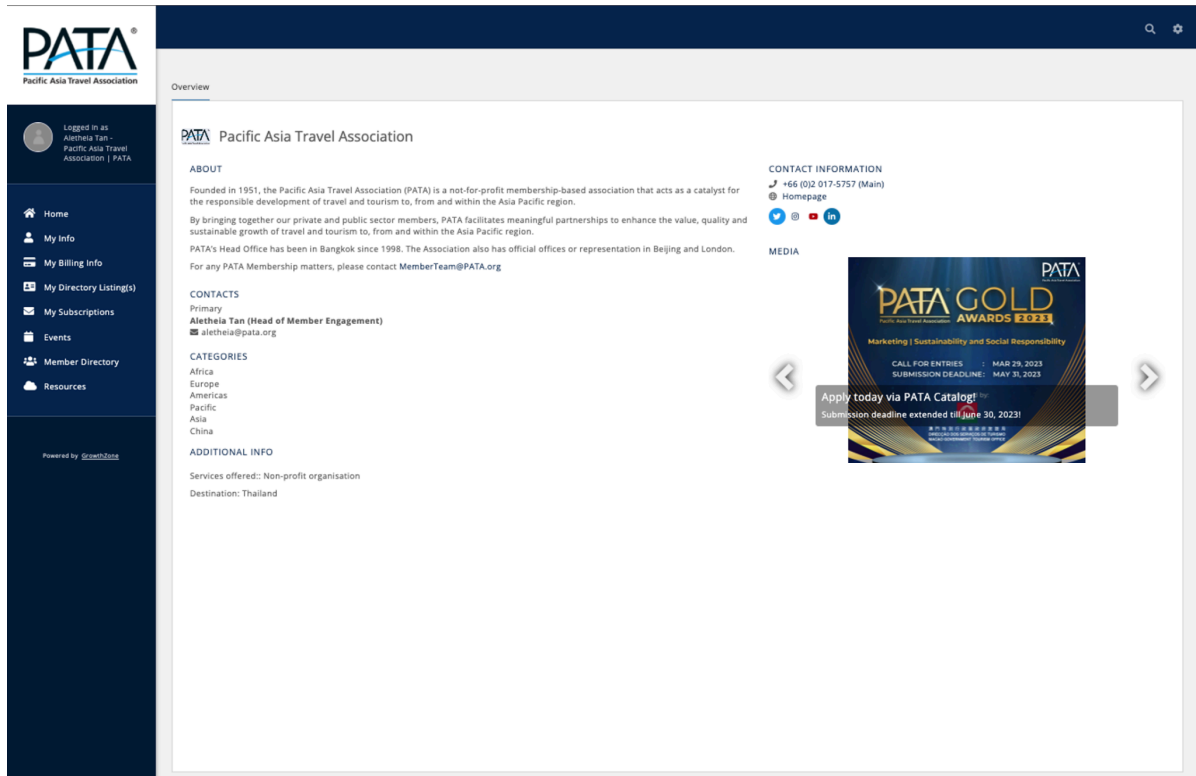 PATA®
Pacific Asia Travel Association
Logged in as
Aletheia Tan -
Pacific Asia Travel
Association | PATA
Home
My Info
My Billing Info
My Directory Listing(s)
My Subscriptions
Events
Member Directory
Resources
Powered by GrowthZone
Overview
PATA Pacific Asia Travel Association
ABOUT
Founded in 1951, the Pacific Asia Travel Association (PATA) is a not-for-profit membership-based association that acts as a catalyst for
the responsible development of travel and tourism to, from and within the Asia Pacific region.
By bringing together our private and public sector members, PATA facilitates meaningful partnerships to enhance the value, quality and
sustainable growth of travel and tourism to, from and within the Asia Pacific region.
PATA's Head Office has been in Bangkok since 1998. The Association also has official offices or representation in Beijing and London.
For any PATA Membership matters, please contact MemberTeam@PATA.org
CONTACTS
Primary
Aletheia Tan (Head of Member Engagement)
aletheia@pata.org
CATEGORIES
Africa
Europe
Americas
Pacific
Asia
China
ADDITIONAL INFO
Services offered:: Non-profit organisation
Destination: Thailand
CONTACT INFORMATION
+66 (0)2 017-5757 (Main)
Homepage
in
MEDIA
PATA
PATA GOLD
Pacific Asia Travel Association
AWARDS 2023
Marketing | Sustainability and Social Responsibility
CALL FOR ENTRIES : MAR 29, 2023
SUBMISSION DEADLINE: MAY 31, 2023
Apply today via PATA Catalog!
Submission deadline extended till June 30, 2023!
MACAO GOVERNMENT TOURISM OFFICE